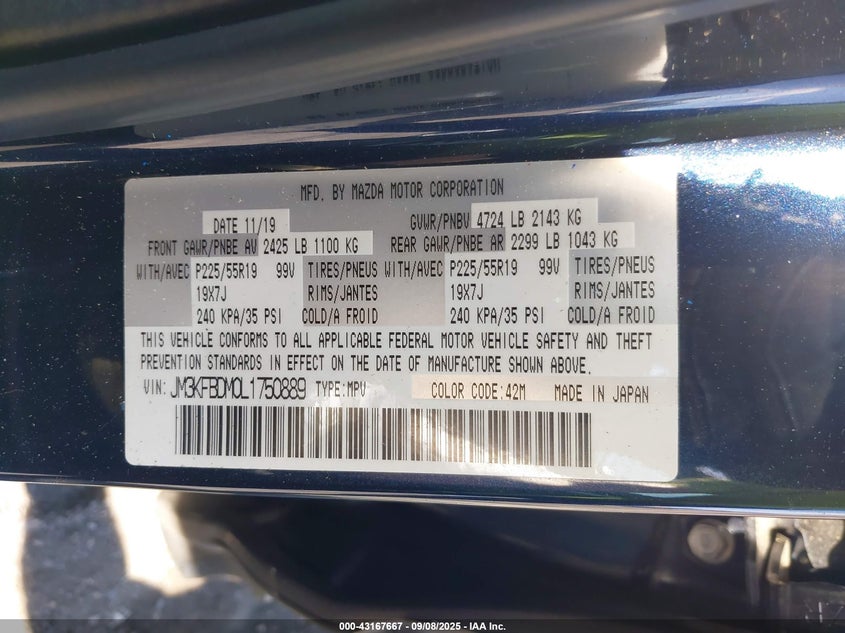 MFD. BY MAZDA MOTOR CORPORATION
DATE 11/19 GVWR/PNBV 4724 LB 2143 KG
FRONT GAWR/PNBE AV 2425 LB 1100 KG REAR GAWR/PNBE AR 2299 LB 1043 KG
WITH/AVEC P225/55R19 99V TIRES/PNEUS WITH/AVEC P225/55R19 99V TIRES/PNEUS
19X7J RIMS/JANTES 19X7J RIMS/JANTES
240 KPA/35 PSI COLD/A FROID 240 KPA/35 PSI COLD/A FROID
THIS VEHICLE CONFORMS TO ALL APPLICABLE FEDERAL MOTOR VEHICLE SAFETY AND THEFT
PREVENTION STANDARDS IN EFFECT ON THE DATE OF MANUFACTURE SHOWN ABOVE.
VIN: JM3KFBDM0L1750889 TYPE:MPV COLOR CODE:42M MADE IN JAPAN
000-43167667 - 09/08/2025 - IAA Inc.